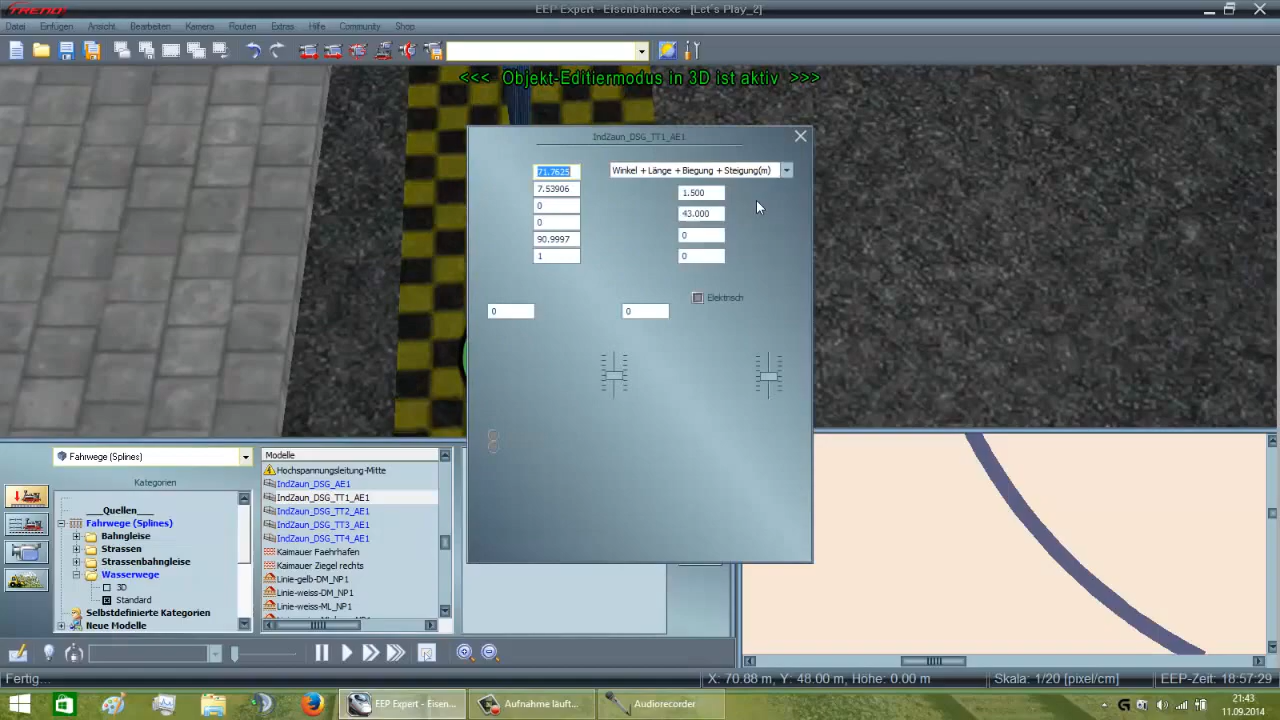 TREND
EEP Expert - Eisenbahn.exe - [Let's Play_2]
Datei Einfügen Ansicht Bearbeiten Kamera Routen Extras Hilfe Community Shop
<<< Objekt-Editiermodus in 3D ist aktiv >>>
IndZaun_DSG_TT1_AE1
71.7625
Winkel + Länge + Biegung + Steigung(m)
7.53906
1.500
0
43.000
0
0
90.9997
0
1
Elektrisch
0
0
Fahrwege (Splines)
Kategorien
___Quellen___
Fahrwege (Splines)
Bahngleise
Strassen
Strassenbahngleise
Wasserwege
3D
Standard
Selbstdefinierte Kategorien
Neue Modelle
Modelle
Hochspannungsleitung-Mitte
IndZaun_DSG_AE1
IndZaun_DSG_TT1_AE1
IndZaun_DSG_TT2_AE1
IndZaun_DSG_TT3_AE1
IndZaun_DSG_TT4_AE1
Kaimauer Faehrhafen
Kaimauer Ziegel rechts
Linie-gelb-DM_NP1
Linie-weiss-DM_NP1
Linie-weiss-ML_NP1
Fertig...
X: 70.88 m, Y: 48.00 m, Höhe: 0.00 m
Skala: 1/20 [pixel/cm]
EEP-Zeit: 18:57:29
EEP Expert - Eisen...
Aufnahme läuft...
Audiorecorder
21:43
11.09.2014